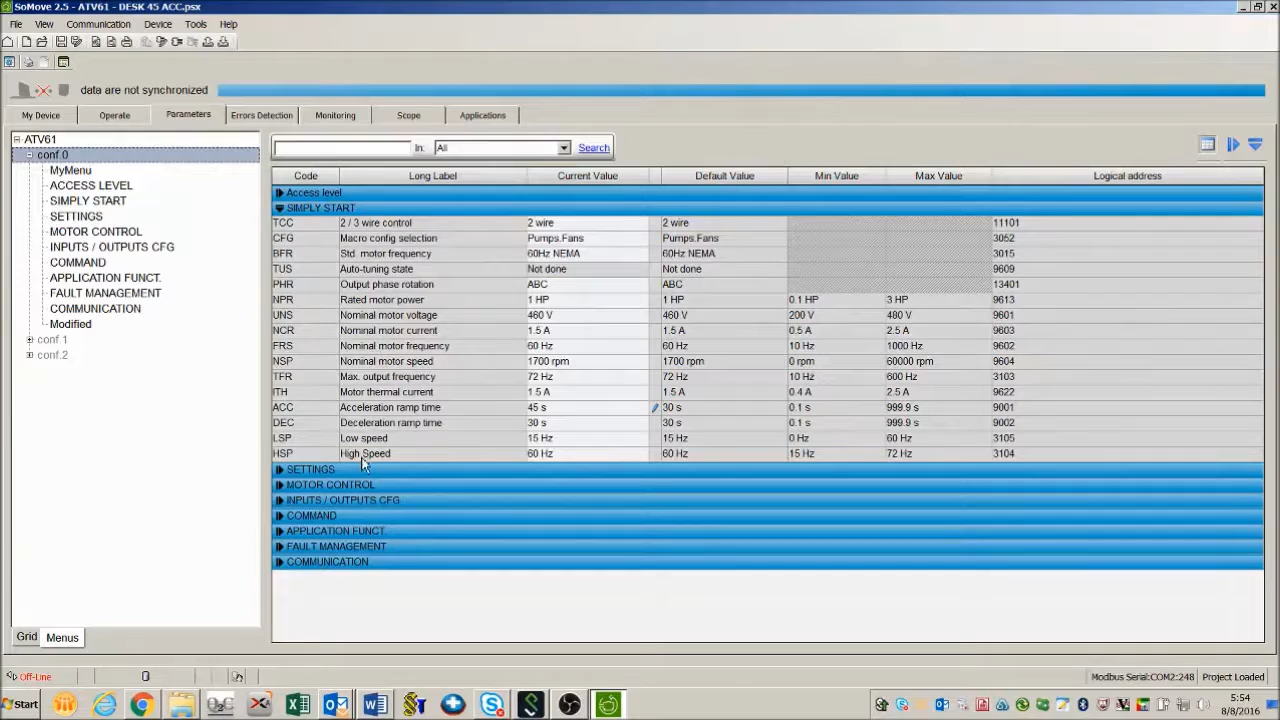 SoMove 2.5 - ATV61 - DESK 45 ACC.psx
File View Communication Device Tools Help
data are not synchronized
My Device Operate Parameters Errors Detection Monitoring Scope Applications
ATV61
conf 0
MyMenu
ACCESS LEVEL
SIMPLY START
SETTINGS
MOTOR CONTROL
INPUTS / OUTPUTS CFG
COMMAND
APPLICATION FUNCT.
FAULT MANAGEMENT
COMMUNICATION
Modified
conf.1
conf.2
Grid Menus
In: All Search
Code Long Label Current Value Default Value Min Value Max Value Logical address
Access level
SIMPLY START
TCC 2 / 3 wire control 2 wire 2 wire 11101
CFG Macro config selection Pumps.Fans Pumps.Fans 3052
BFR Std. motor frequency 60Hz NEMA 60Hz NEMA 3015
TUS Auto-tuning state Not done Not done 9609
PHR Output phase rotation ABC ABC 13401
NPR Rated motor power 1 HP 1 HP 0.1 HP 3 HP 9613
UNS Nominal motor voltage 460 V 460 V 200 V 480 V 9601
NCR Nominal motor current 1.5 A 1.5 A 0.5 A 2.5 A 9603
FRS Nominal motor frequency 60 Hz 60 Hz 10 Hz 1000 Hz 9602
NSP Nominal motor speed 1700 rpm 1700 rpm 0 rpm 60000 rpm 9604
TFR Max. output frequency 72 Hz 72 Hz 10 Hz 600 Hz 3103
ITH Motor thermal current 1.5 A 1.5 A 0.4 A 2.5 A 9622
ACC Acceleration ramp time 45 s 30 s 0.1 s 999.9 s 9001
DEC Deceleration ramp time 30 s 30 s 0.1 s 999.9 s 9002
LSP Low speed 15 Hz 15 Hz 0 Hz 60 Hz 3105
HSP High Speed 60 Hz 60 Hz 15 Hz 72 Hz 3104
SETTINGS
MOTOR CONTROL
INPUTS / OUTPUTS CFG
COMMAND
APPLICATION FUNCT.
FAULT MANAGEMENT
COMMUNICATION
Off-Line Modbus Serial:COM2:248 Project Loaded
Start 5:54
8/8/2016